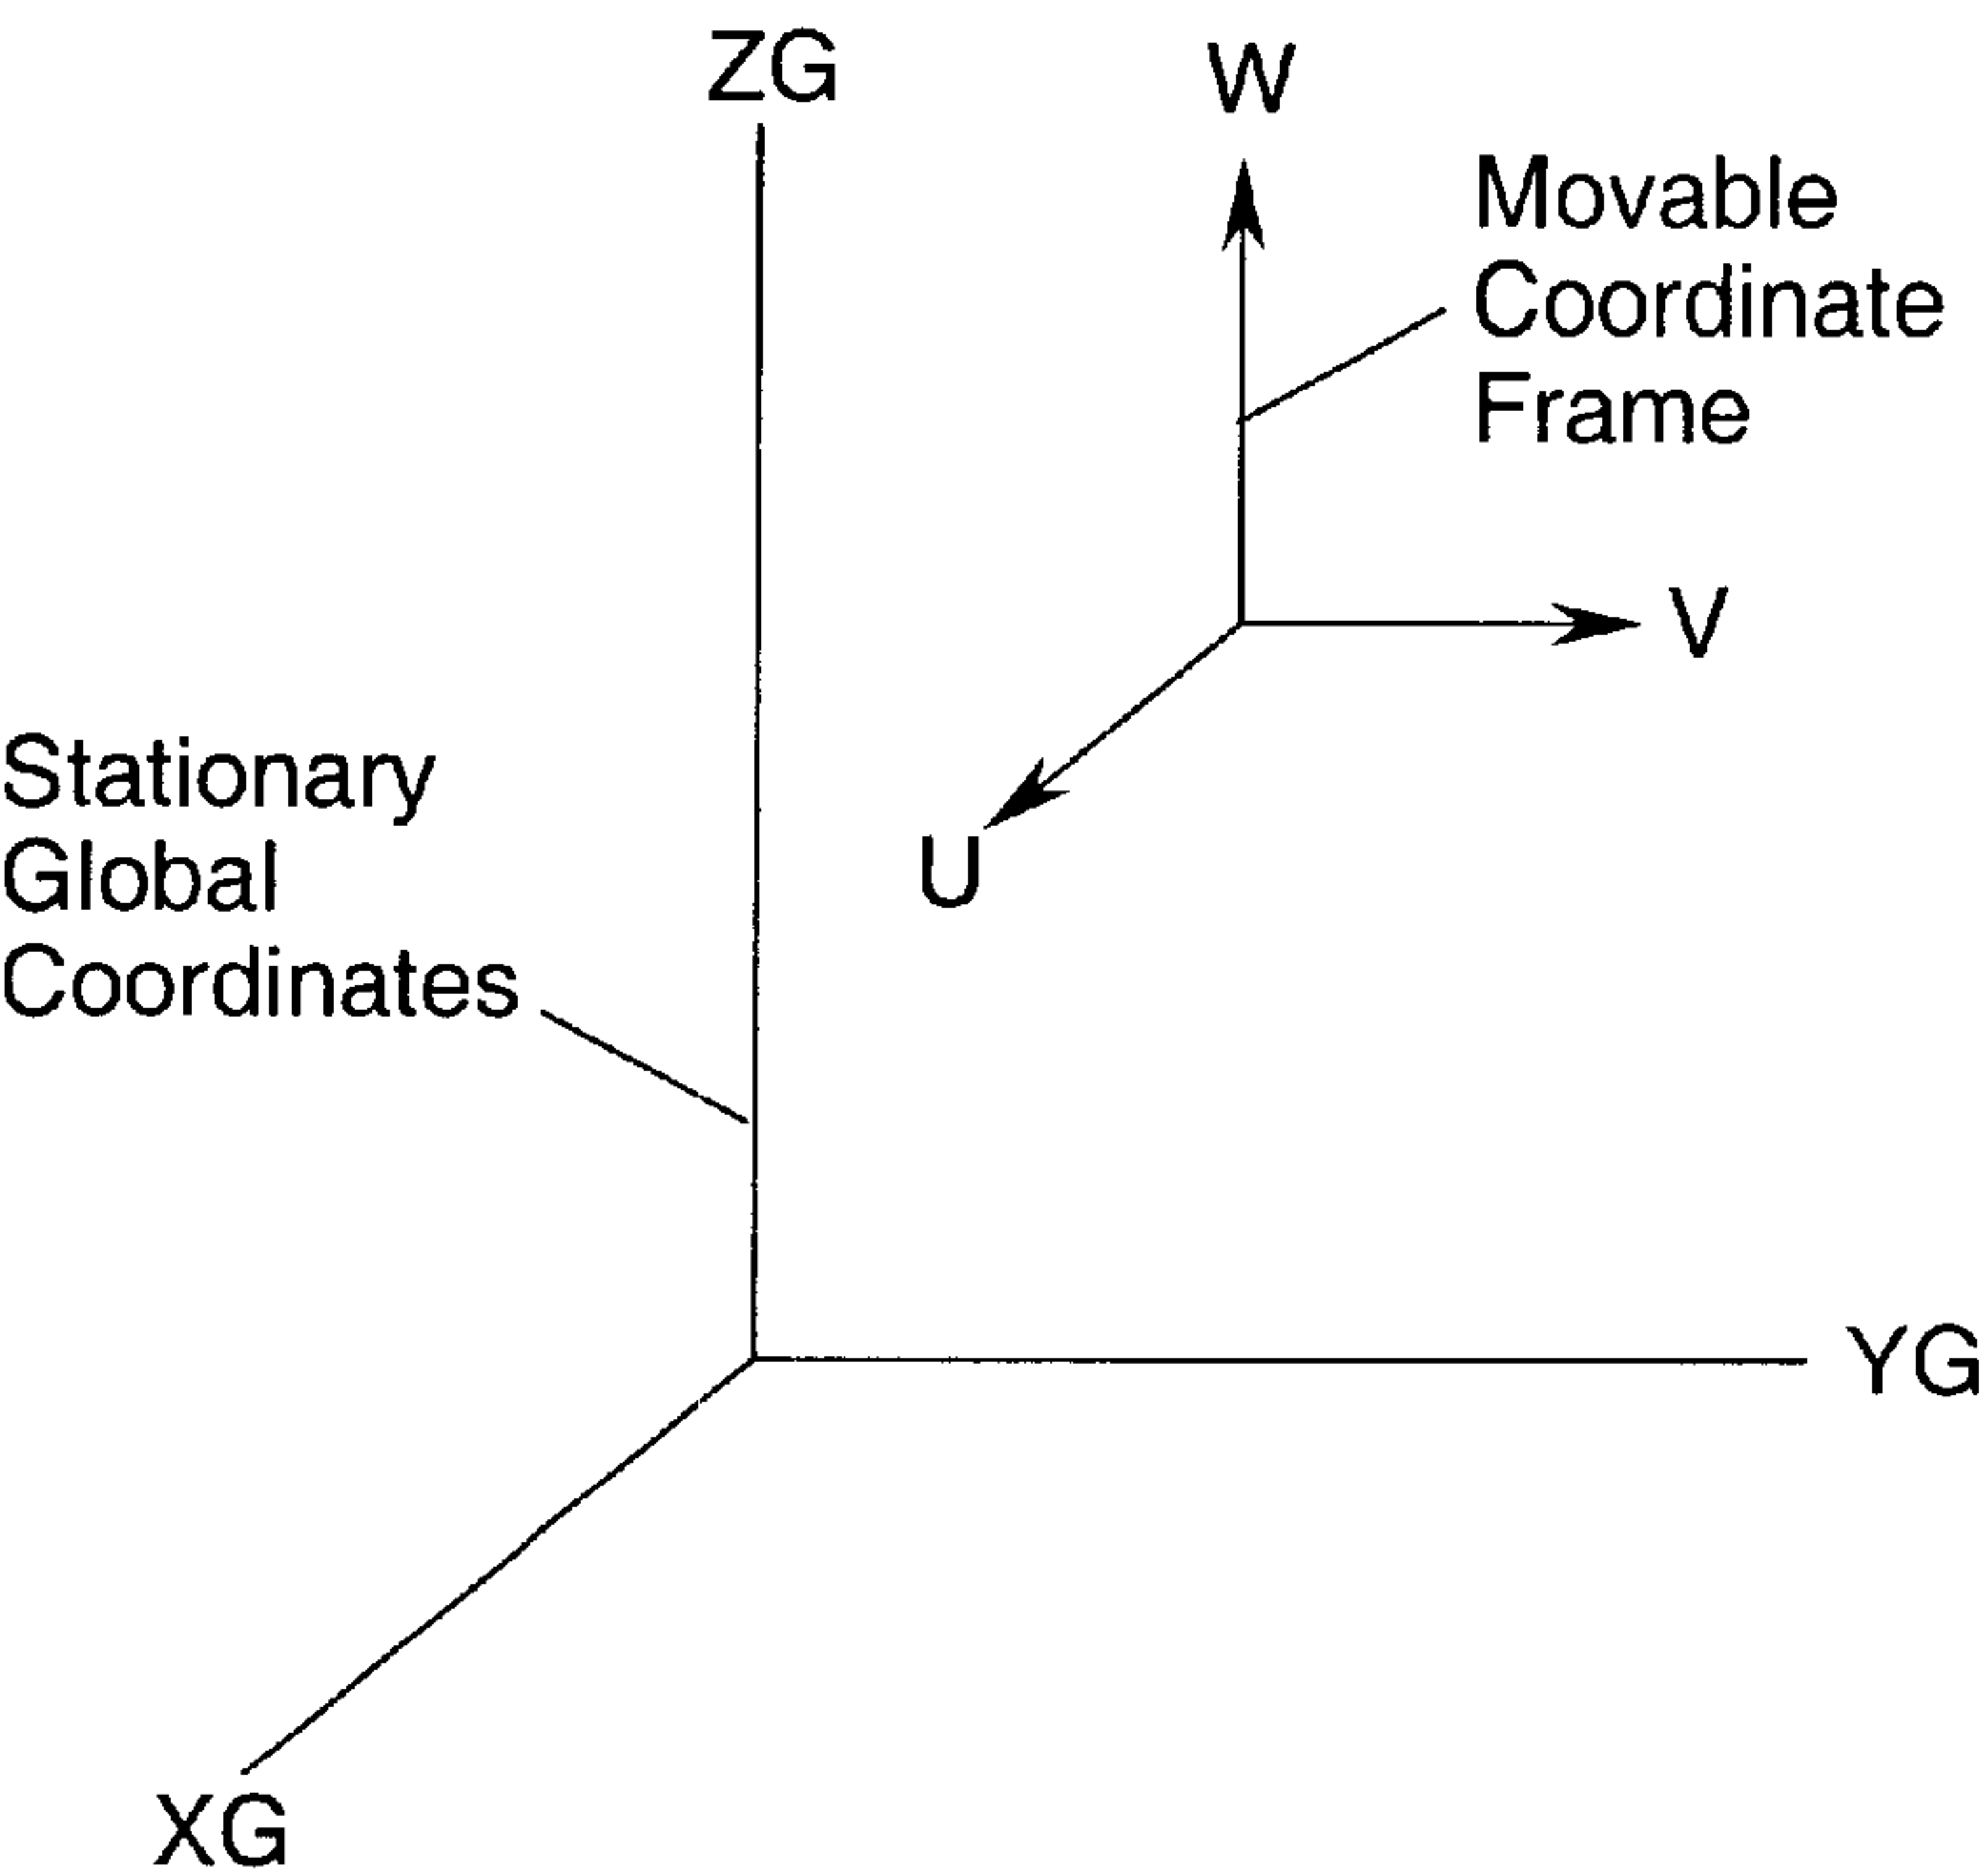 ZG
W
Movable
Coordinate
Frame
V
U
Stationary
Global
Coordinates
YG
XG